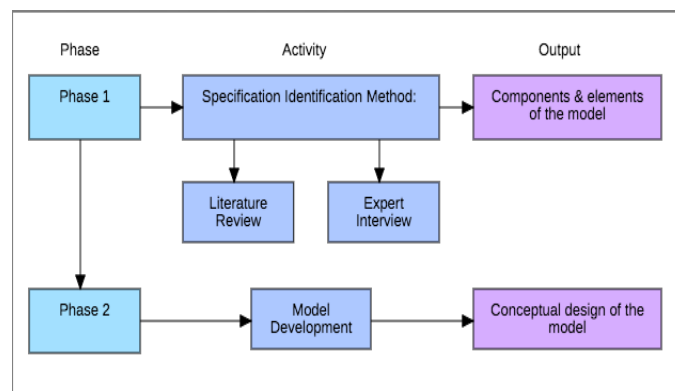 Phase Activity Output
Phase 1
Specification Identification Method:
Components & elements
of the model
Literature
Review
Expert
Interview
Phase 2
Model
Development
Conceptual design of the
model